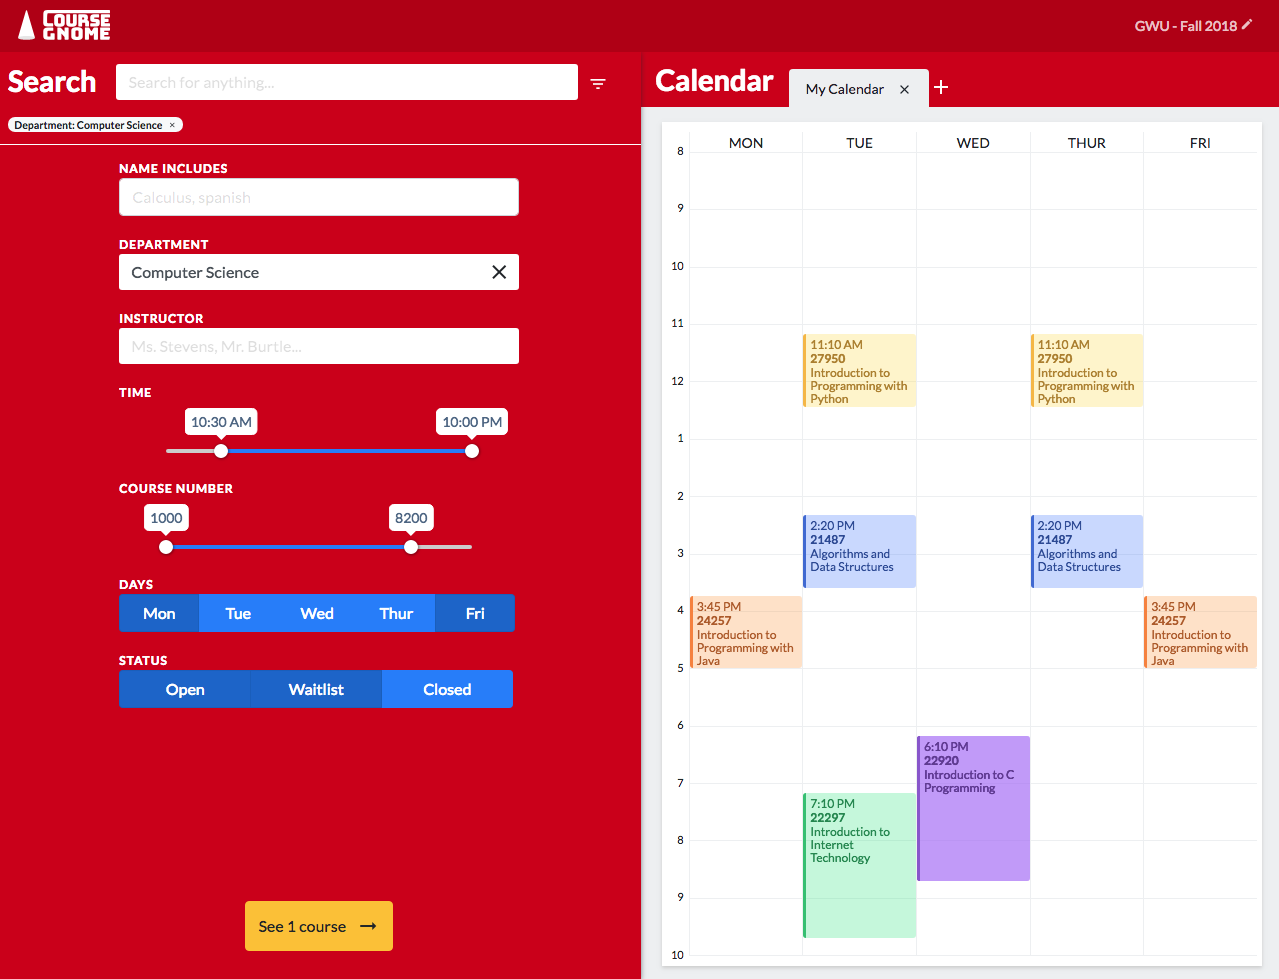 COURSE
GNOME
GWU - Fall 2018
Search
Search for anything...
Department: Computer Science ×
NAME INCLUDES
Calculus, spanish
DEPARTMENT
Computer Science
INSTRUCTOR
Ms. Stevens, Mr. Burtle...
TIME
10:30 AM 10:00 PM
COURSE NUMBER
1000 8200
DAYS
Mon Tue Wed Thur Fri
STATUS
Open Waitlist Closed
See 1 course →
Calendar
My Calendar × +
MON TUE WED THUR FRI
8
9
10
11
12
1
2
3
4
5
6
7
8
9
10
11:10 AM
27950
Introduction to
Programming with
Python
11:10 AM
27950
Introduction to
Programming with
Python
2:20 PM
21487
Algorithms and
Data Structures
2:20 PM
21487
Algorithms and
Data Structures
3:45 PM
24257
Introduction to
Programming with
Java
3:45 PM
24257
Introduction to
Programming with
Java
6:10 PM
22920
Introduction to C
Programming
7:10 PM
22297
Introduction to
Internet
Technology